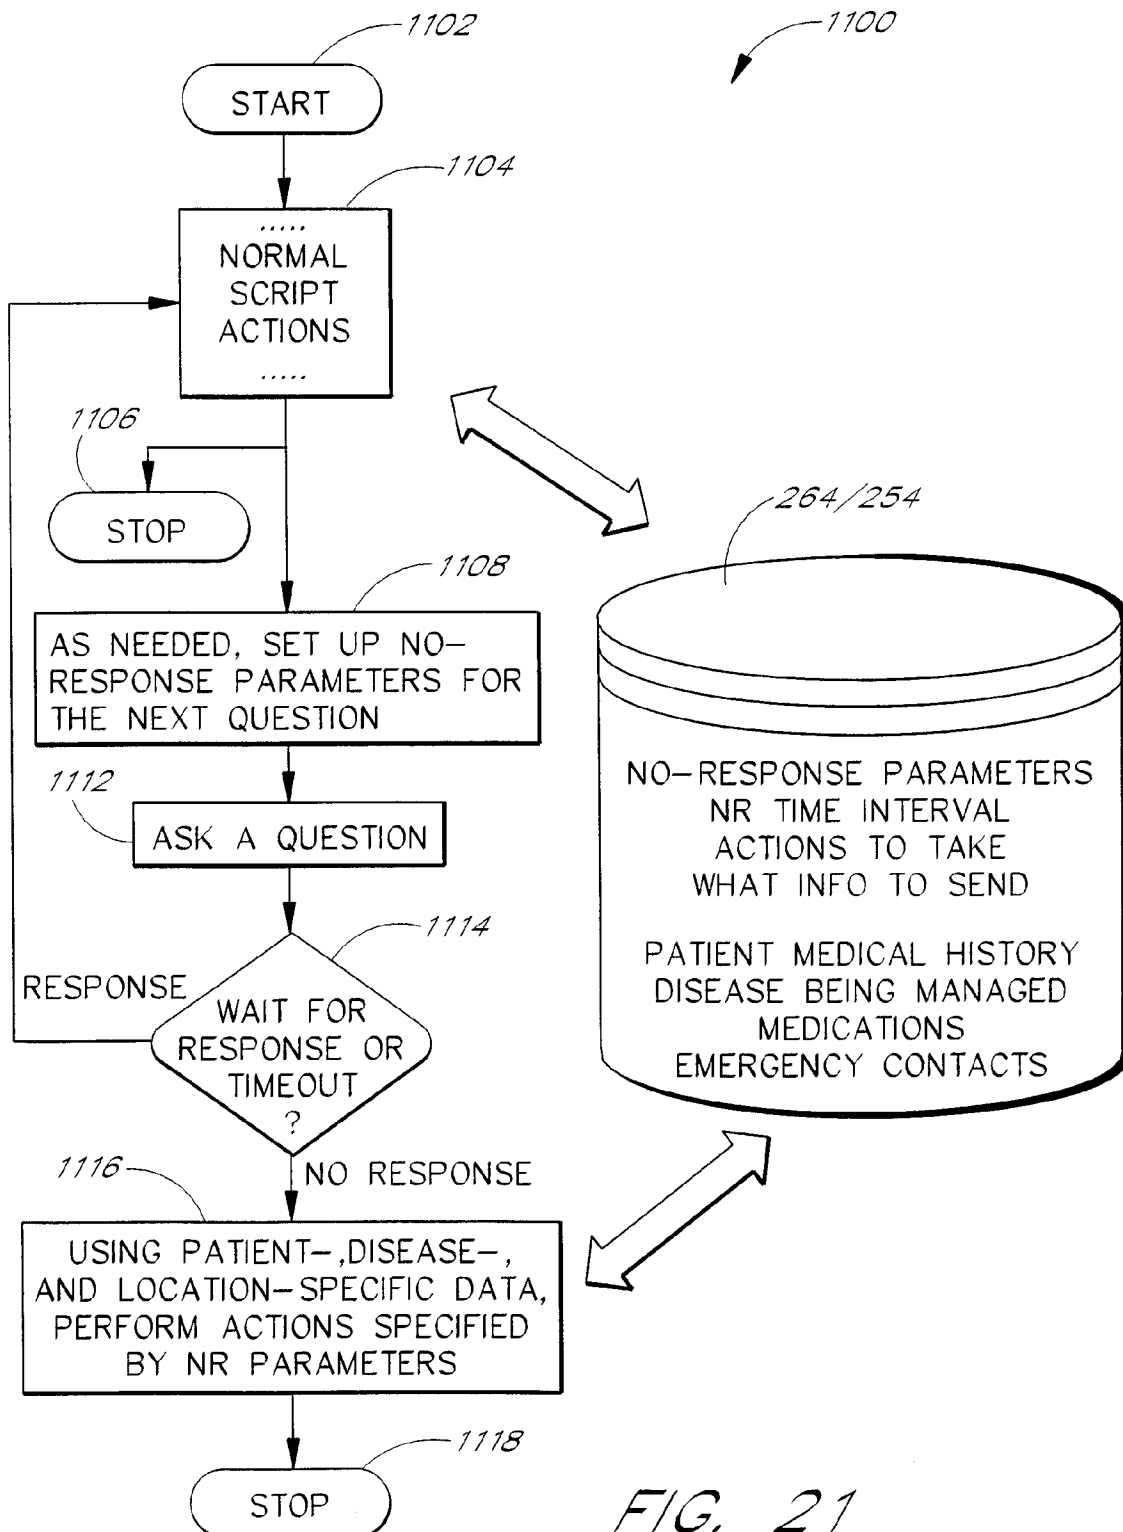 1102
1100
START
1104
.....
NORMAL
SCRIPT
ACTIONS
.....
1106
STOP
264/254
1108
AS NEEDED, SET UP NO–
RESPONSE PARAMETERS FOR
THE NEXT QUESTION
1112
ASK A QUESTION
NO–RESPONSE PARAMETERS
NR TIME INTERVAL
ACTIONS TO TAKE
WHAT INFO TO SEND
PATIENT MEDICAL HISTORY
DISEASE BEING MANAGED
MEDICATIONS
EMERGENCY CONTACTS
1114
RESPONSE
WAIT FOR
RESPONSE OR
TIMEOUT
?
1116
NO RESPONSE
USING PATIENT–,DISEASE–,
AND LOCATION–SPECIFIC DATA,
PERFORM ACTIONS SPECIFIED
BY NR PARAMETERS
1118
STOP
FIG. 21